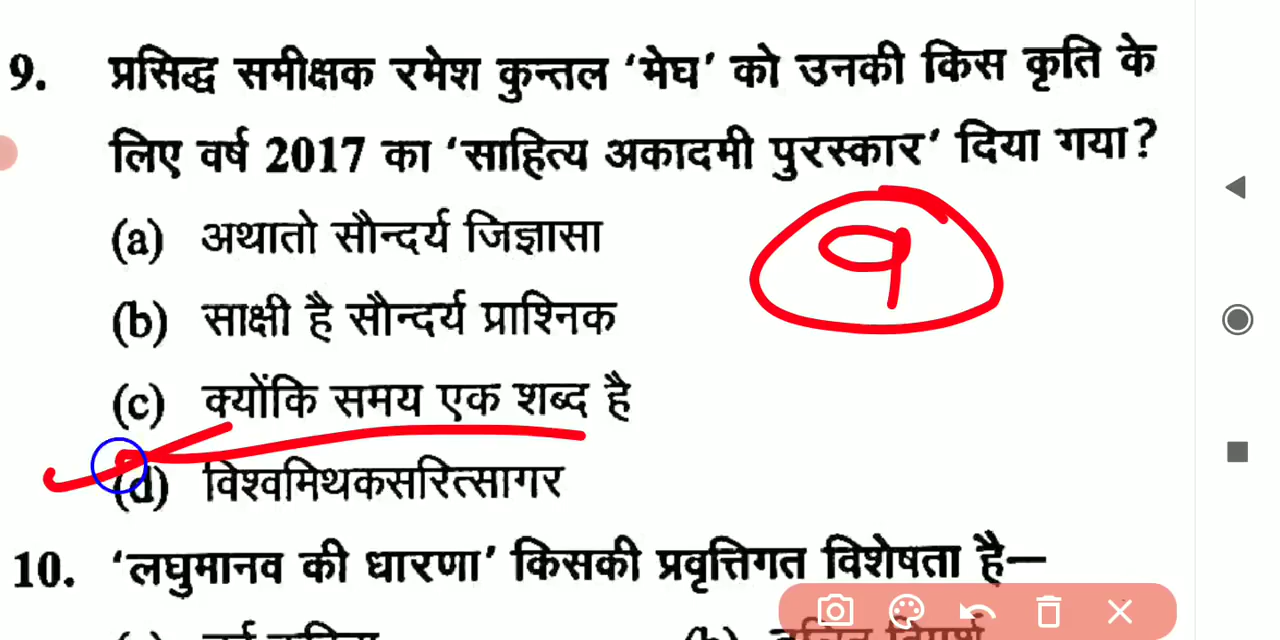 9. प्रसिद्ध समीक्षक रमेश कुन्तल ‘मेघ’ को उनकी किस कृति के
लिए वर्ष 2017 का ‘साहित्य अकादमी पुरस्कार’ दिया गया?
(a) अथातो सौन्दर्य जिज्ञासा
9
(b) साक्षी है सौन्दर्य प्राश्निक
(c) क्योंकि समय एक शब्द है
(d) विश्वमिथकसरित्सागर
10. ‘लघुमानव की धारणा’ किसकी प्रवृत्तिगत विशेषता है—